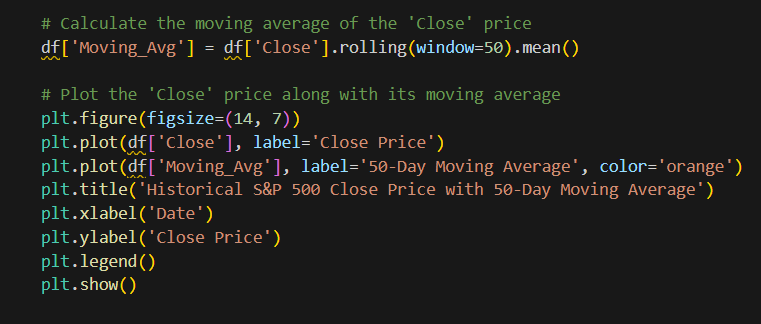 # Calculate the moving average of the 'Close' price
df['Moving_Avg'] = df['Close'].rolling(window=50).mean()
# Plot the 'Close' price along with its moving average
plt.figure(figsize=(14, 7))
plt.plot(df['Close'], label='Close Price')
plt.plot(df['Moving_Avg'], label='50-Day Moving Average', color='orange')
plt.title('Historical S&P 500 Close Price with 50-Day Moving Average')
plt.xlabel('Date')
plt.ylabel('Close Price')
plt.legend()
plt.show()